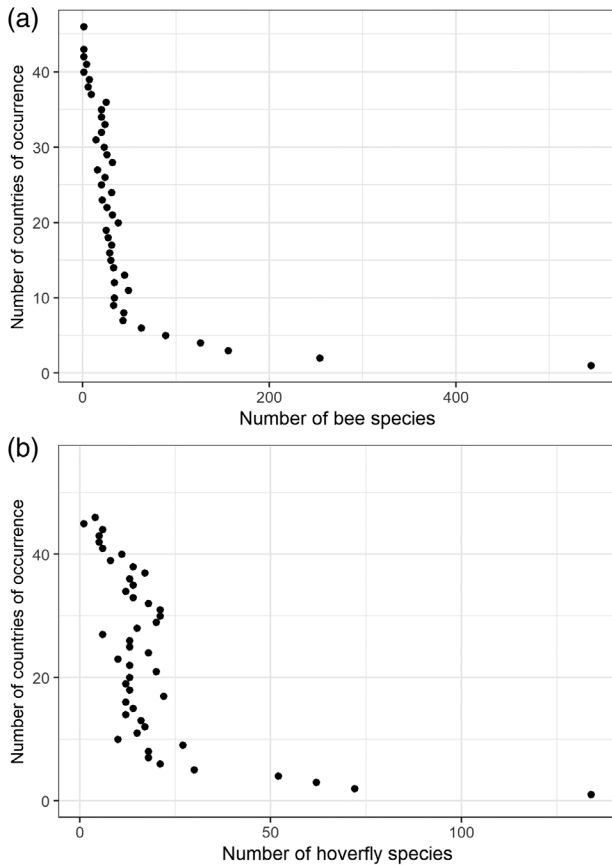 (a)
Number of countries of occurrence
40
30
20
10
0
0 200 400
Number of bee species
(b)
Number of countries of occurrence
40
20
0
0 50 100
Number of hoverfly species